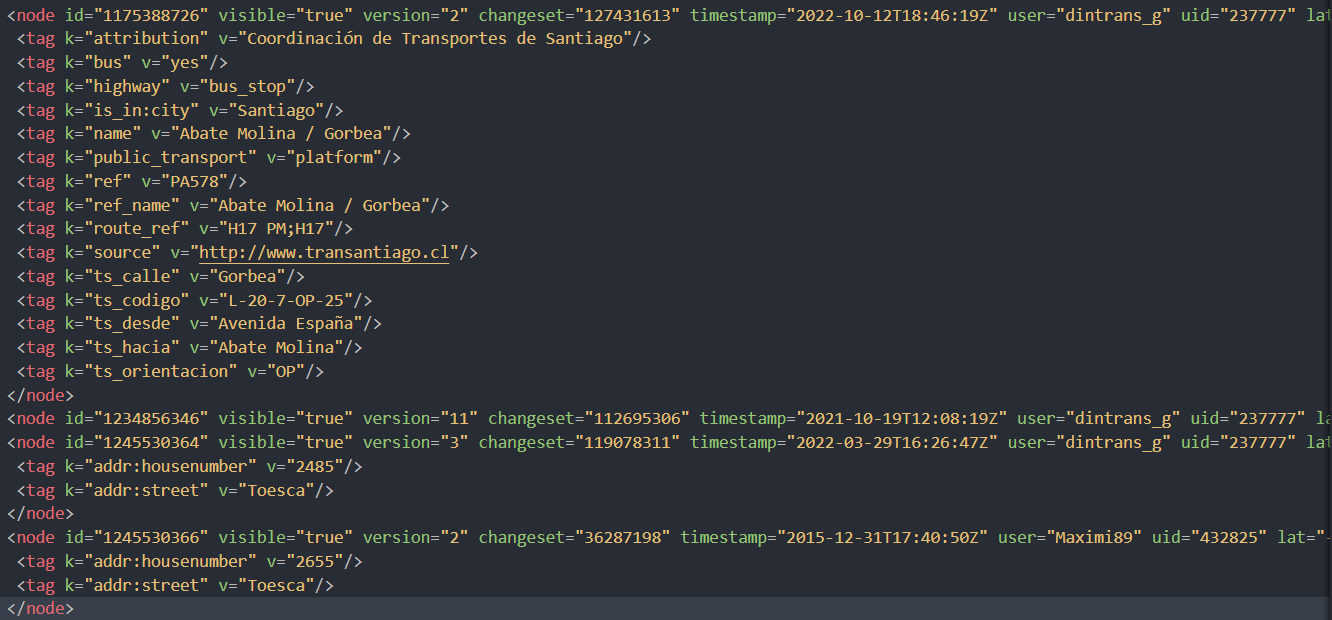 <node id="1175388726" visible="true" version="2" changeset="127431613" timestamp="2022-10-12T18:46:19Z" user="dintrans_g" uid="237777" lat
<tag k="attribution" v="Coordinación de Transportes de Santiago"/>
<tag k="bus" v="yes"/>
<tag k="highway" v="bus_stop"/>
<tag k="is_in:city" v="Santiago"/>
<tag k="name" v="Abate Molina / Gorbea"/>
<tag k="public_transport" v="platform"/>
<tag k="ref" v="PA578"/>
<tag k="ref_name" v="Abate Molina / Gorbea"/>
<tag k="route_ref" v="H17 PM;H17"/>
<tag k="source" v="http://www.transantiago.cl"/>
<tag k="ts_calle" v="Gorbea"/>
<tag k="ts_codigo" v="L-20-7-OP-25"/>
<tag k="ts_desde" v="Avenida España"/>
<tag k="ts_hacia" v="Abate Molina"/>
<tag k="ts_orientacion" v="OP"/>
</node>
<node id="1234856346" visible="true" version="11" changeset="112695306" timestamp="2021-10-19T12:08:19Z" user="dintrans_g" uid="237777" la
<node id="1245530364" visible="true" version="3" changeset="119078311" timestamp="2022-03-29T16:26:47Z" user="dintrans_g" uid="237777" lat
<tag k="addr:housenumber" v="2485"/>
<tag k="addr:street" v="Toesca"/>
</node>
<node id="1245530366" visible="true" version="2" changeset="36287198" timestamp="2015-12-31T17:40:50Z" user="Maximi89" uid="432825" lat="-
<tag k="addr:housenumber" v="2655"/>
<tag k="addr:street" v="Toesca"/>
</node>